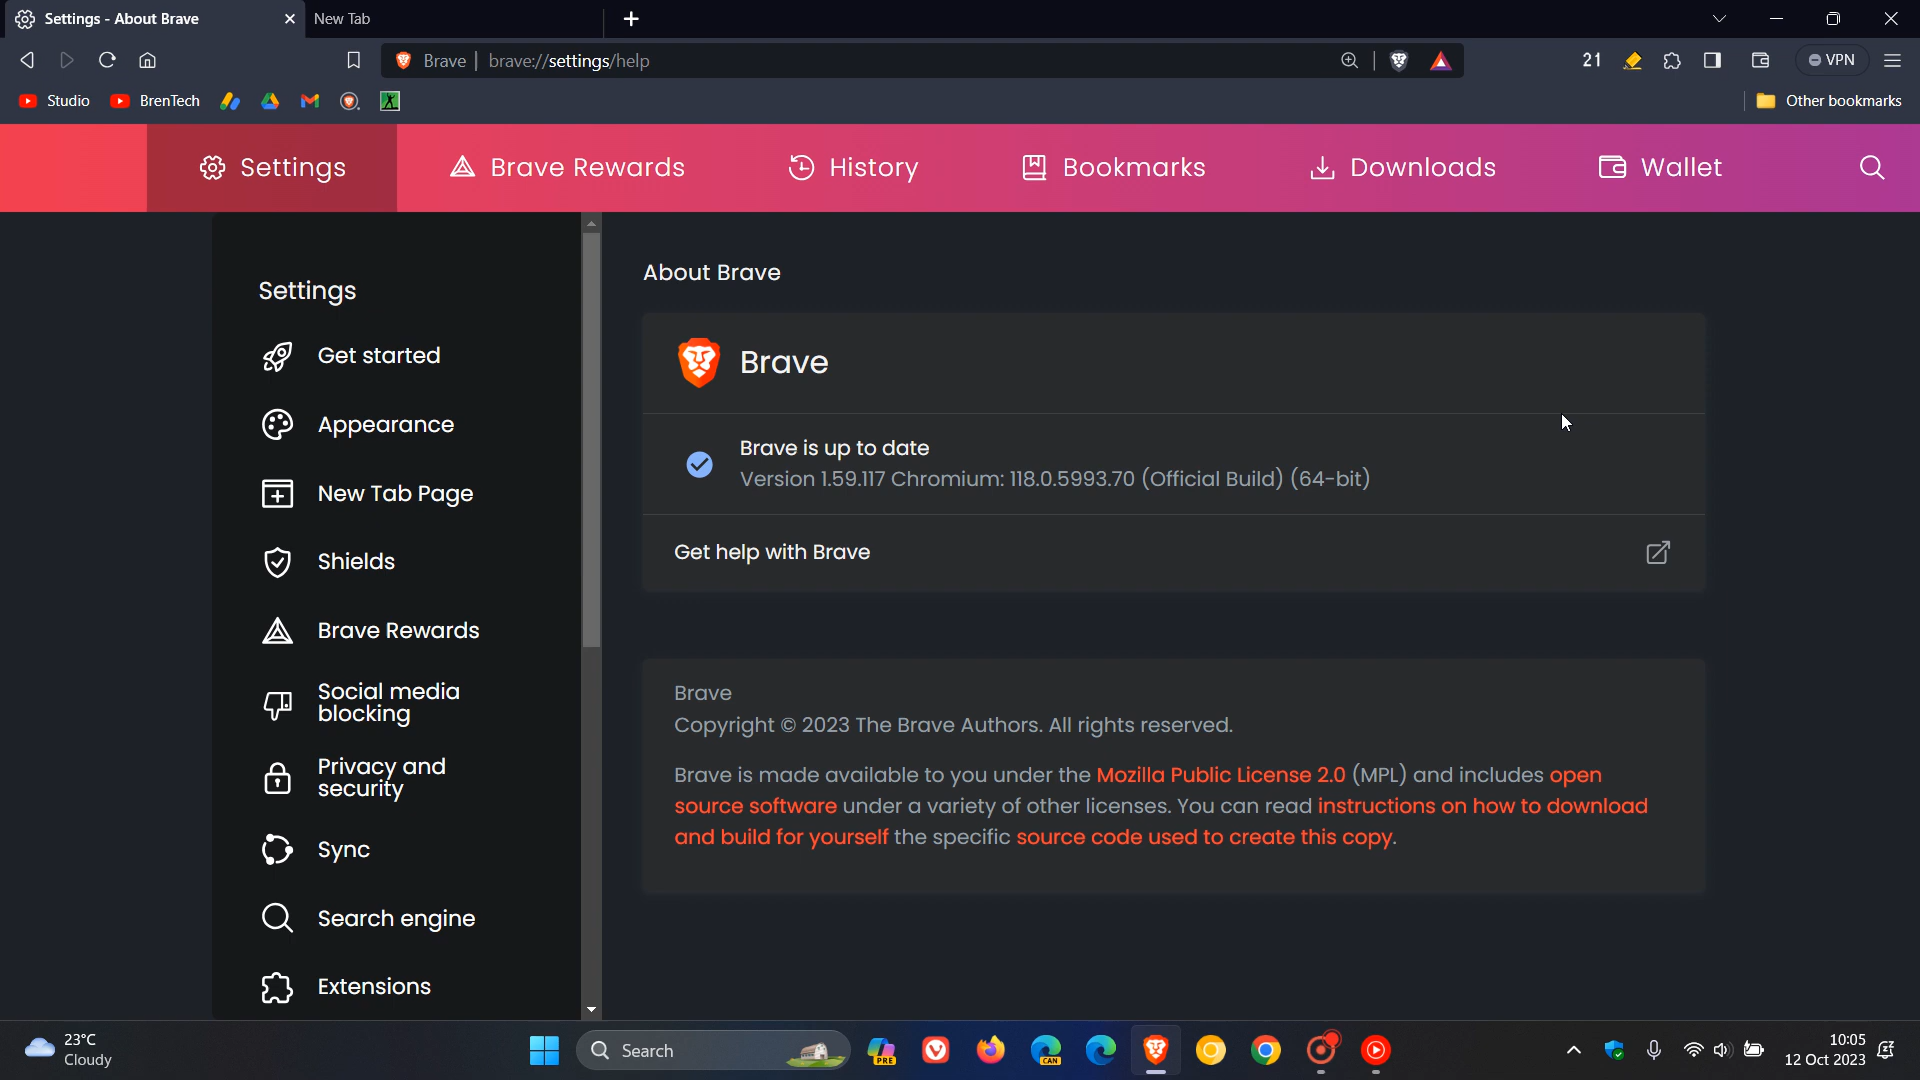 Settings - About Brave
New Tab
Brave
brave://settings/help
21
VPN
Studio
BrenTech
Other bookmarks
Settings
Brave Rewards
History
Bookmarks
Downloads
Wallet
Settings
Get started
Appearance
New Tab Page
Shields
Brave Rewards
Social media
blocking
Privacy and
security
Sync
Search engine
Extensions
About Brave
Brave
Brave is up to date
Version 1.59.117 Chromium: 118.0.5993.70 (Official Build) (64-bit)
Get help with Brave
Brave
Copyright © 2023 The Brave Authors. All rights reserved.
Brave is made available to you under the Mozilla Public License 2.0 (MPL) and includes open
source software under a variety of other licenses. You can read instructions on how to download
and build for yourself the specific source code used to create this copy.
23°C
Cloudy
Search
PRE
CAN
10:05
12 Oct 2023